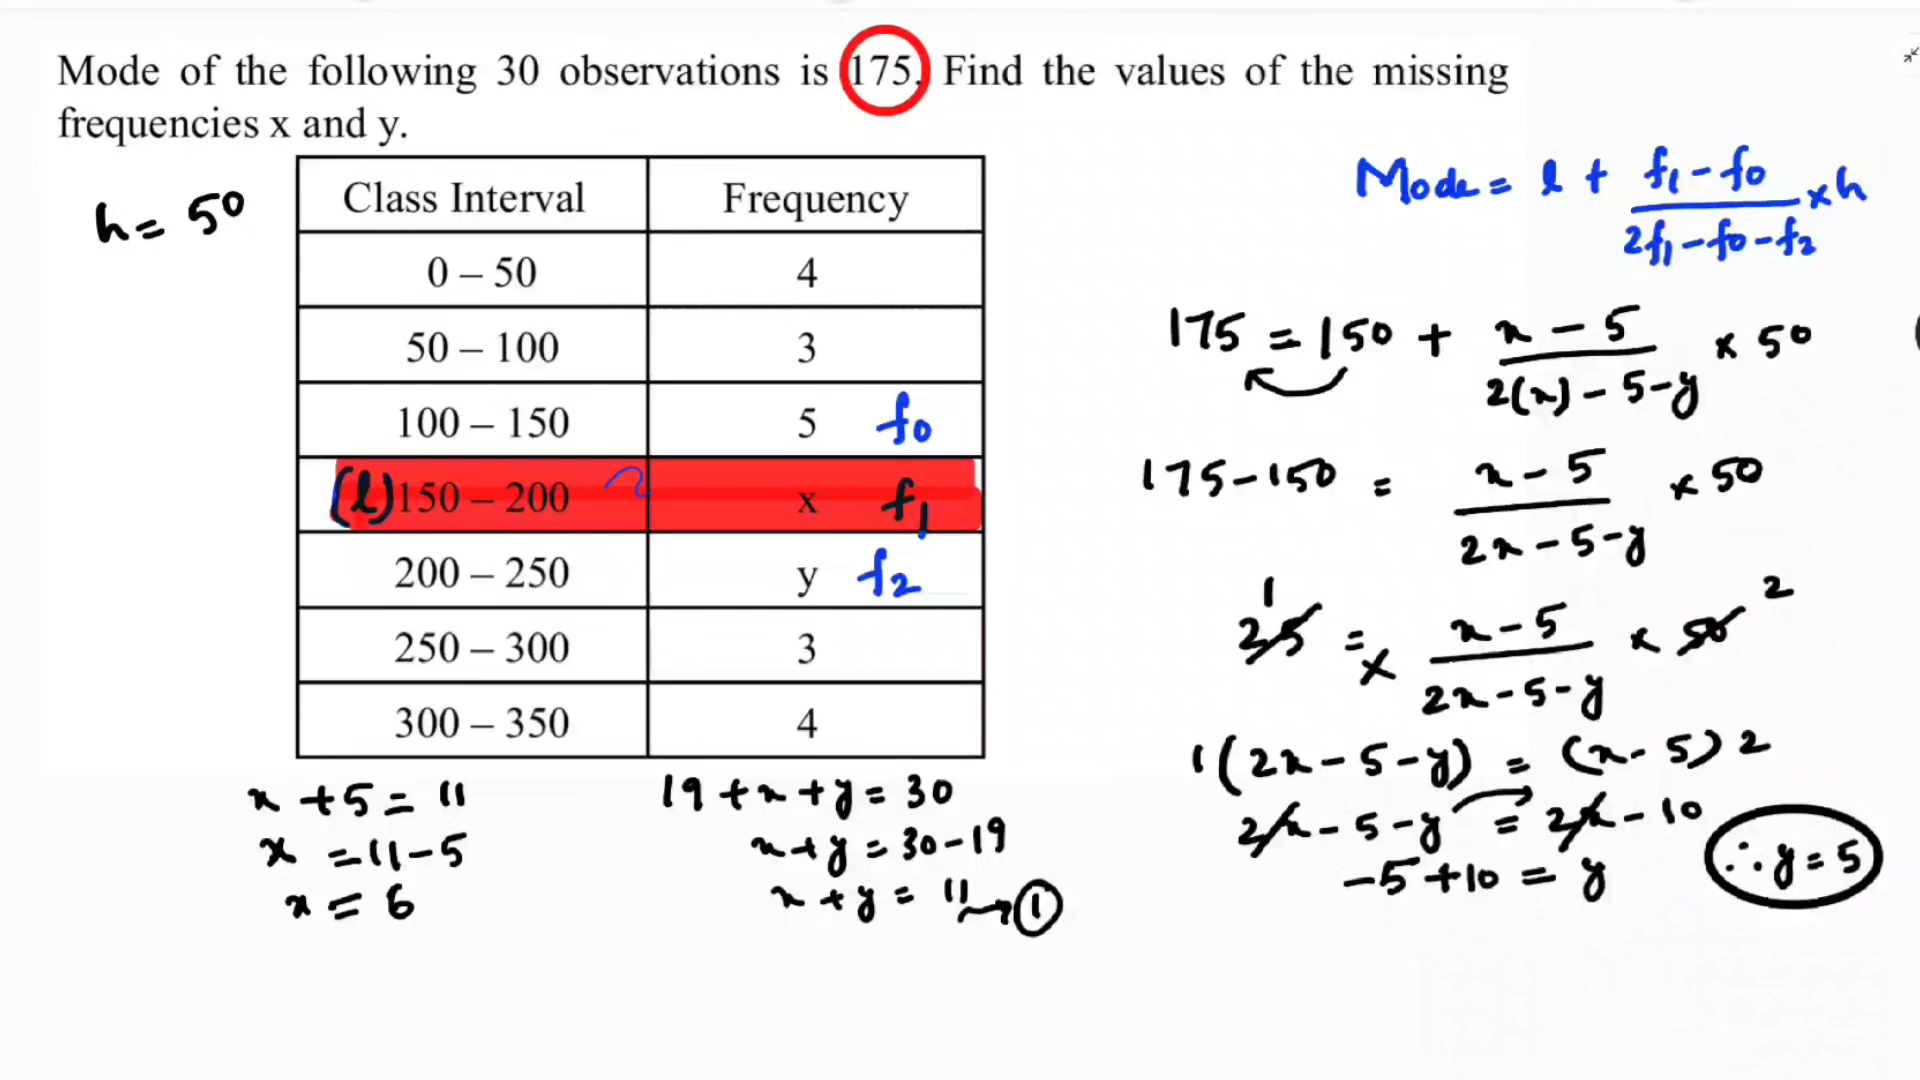 Mode of the following 30 observations is 175. Find the values of the missing
frequencies x and y.
h = 50
Class Interval Frequency
0 – 50 4
50 – 100 3
100 – 150 5 f0
(l) 150 – 200 x f1
200 – 250 y f2
250 – 300 3
300 – 350 4
x + 5 = 11
x = 11 - 5
x = 6
19 + x + y = 30
x + y = 30 - 19
x + y = 11 → 1
Mode = l + f1 - f0 / 2f1 - f0 - f2 × h
175 = 150 + x - 5 / 2(x) - 5 - y × 50
175 - 150 = x - 5 / 2x - 5 - y × 50
1 2
25 = x - 5 / 2x - 5 - y × 50
1(2x - 5 - y) = (x - 5) 2
2x - 5 - y = 2x - 10
-5 + 10 = y
∴ y = 5